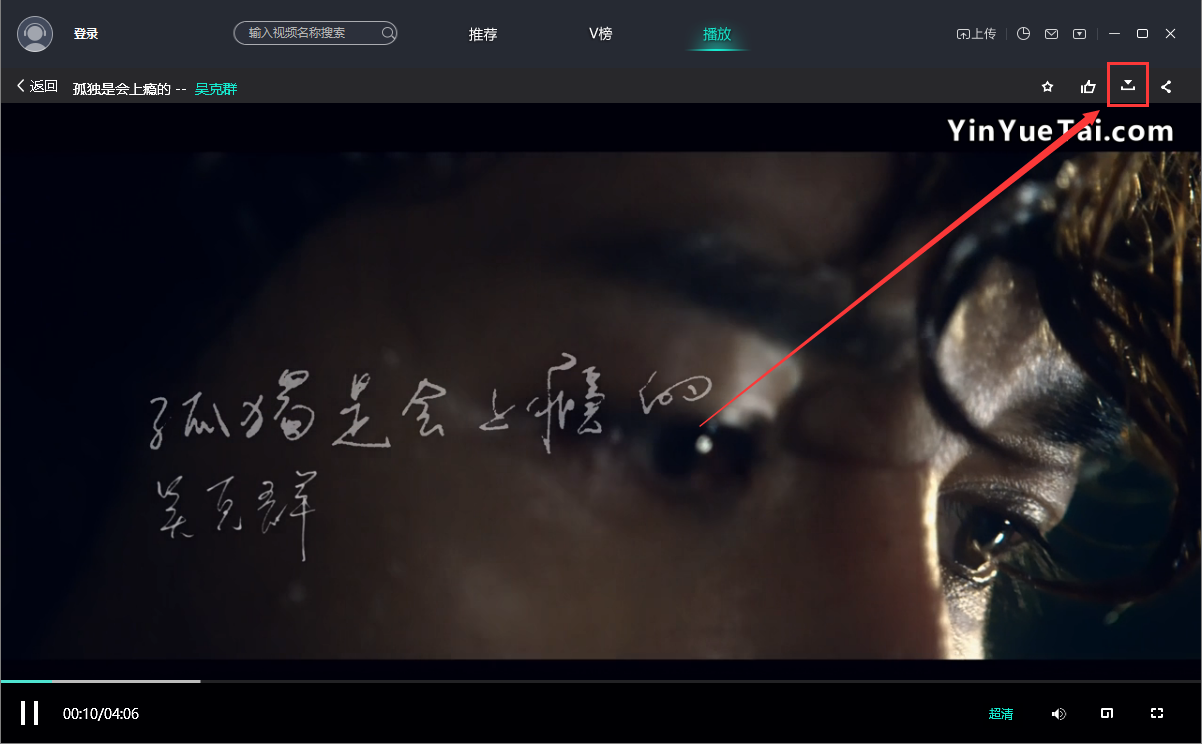 登录
输入视频名称搜索
推荐
V榜
播放
上传
返回
孤独是会上瘾的 -- 吴克群
YinYueTai.com
孤独是会上瘾的
吴克群
00:10/04:06
超清